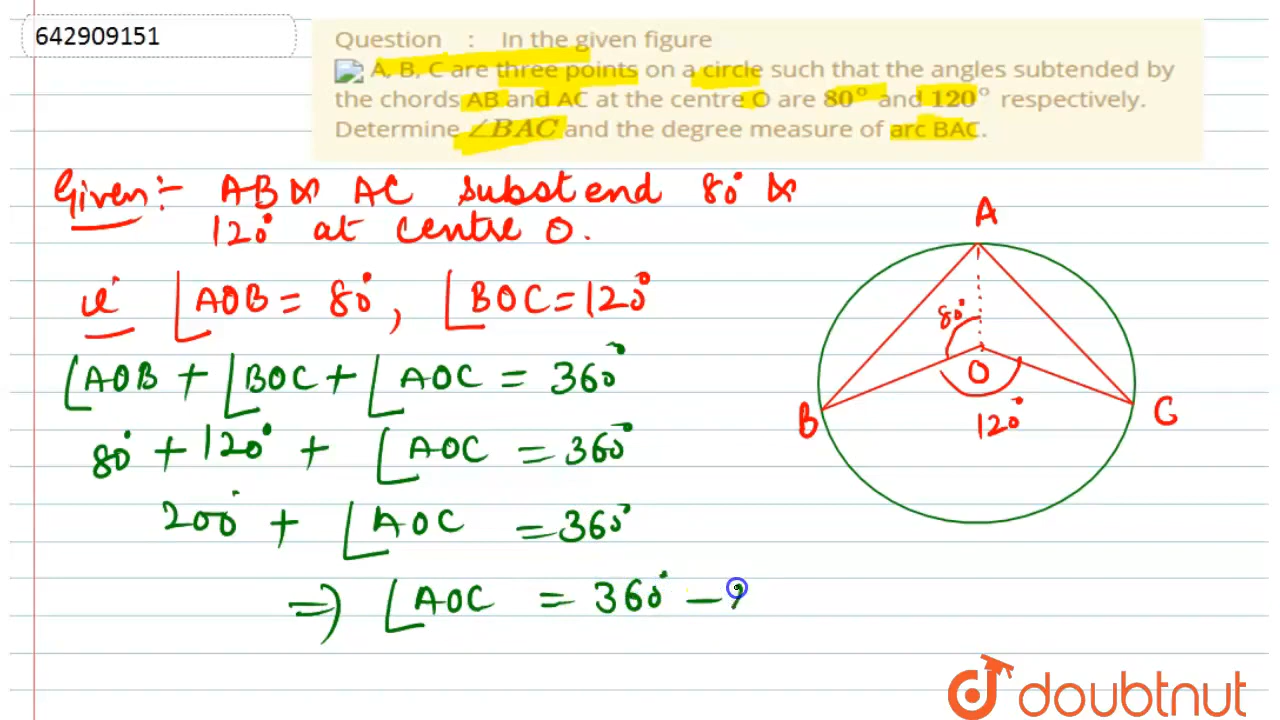 642909151
Question : In the given figure
A, B, C are three points on a circle such that the angles subtended by
the chords AB and AC at the centre O are 80° and 120° respectively.
Determine ∠BAC and the degree measure of arc BAC.
Given:- AB & AC substend 80° &
120° at centre O.
ie ∠AOB = 80°, ∠BOC = 120°
∠AOB + ∠BOC + ∠AOC = 360°
80° + 120° + ∠AOC = 360°
200° + ∠AOC = 360°
=> ∠AOC = 360° -
A
80°
O
B
C
120°
doubtnut